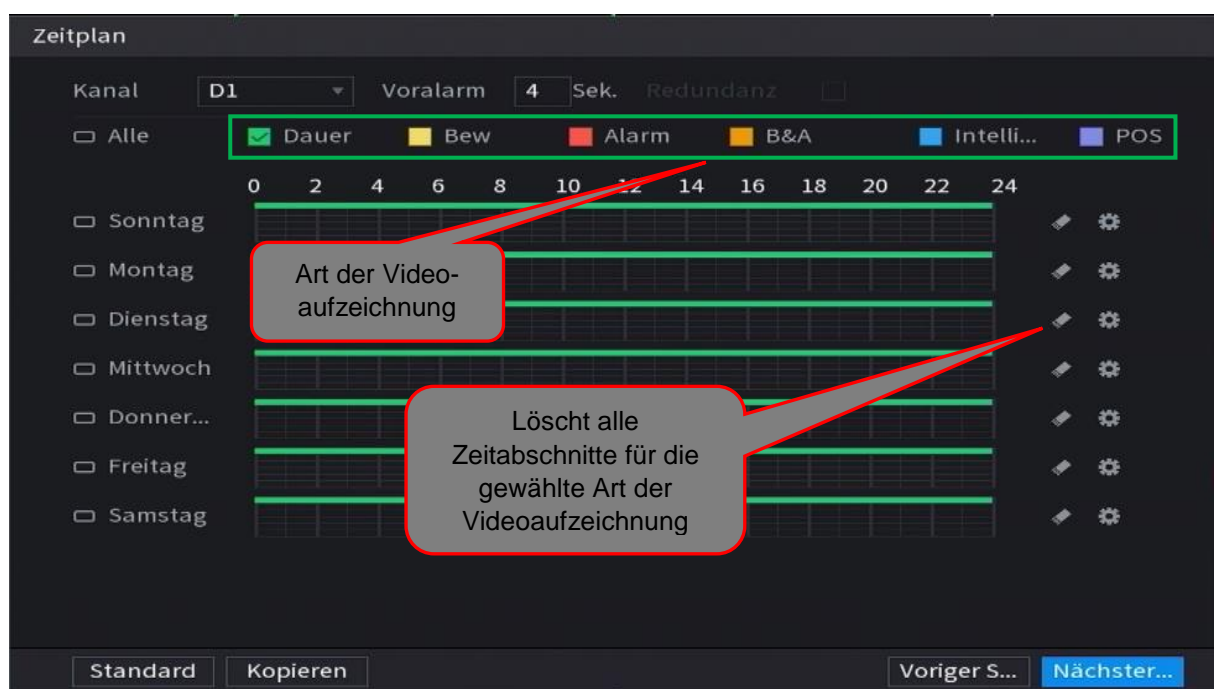 Zeitplan
Kanal D1 Voralarm 4 Sek. Redundanz
Alle Dauer Bew Alarm B&A Intelli... POS
0 2 4 6 8 10 12 14 16 18 20 22 24
Sonntag
Montag
Dienstag
Mittwoch
Donner...
Freitag
Samstag
Art der Video-
aufzeichnung
Löscht alle
Zeitabschnitte für die
gewählte Art der
Videoaufzeichnung
Standard Kopieren Voriger S... Nächster...